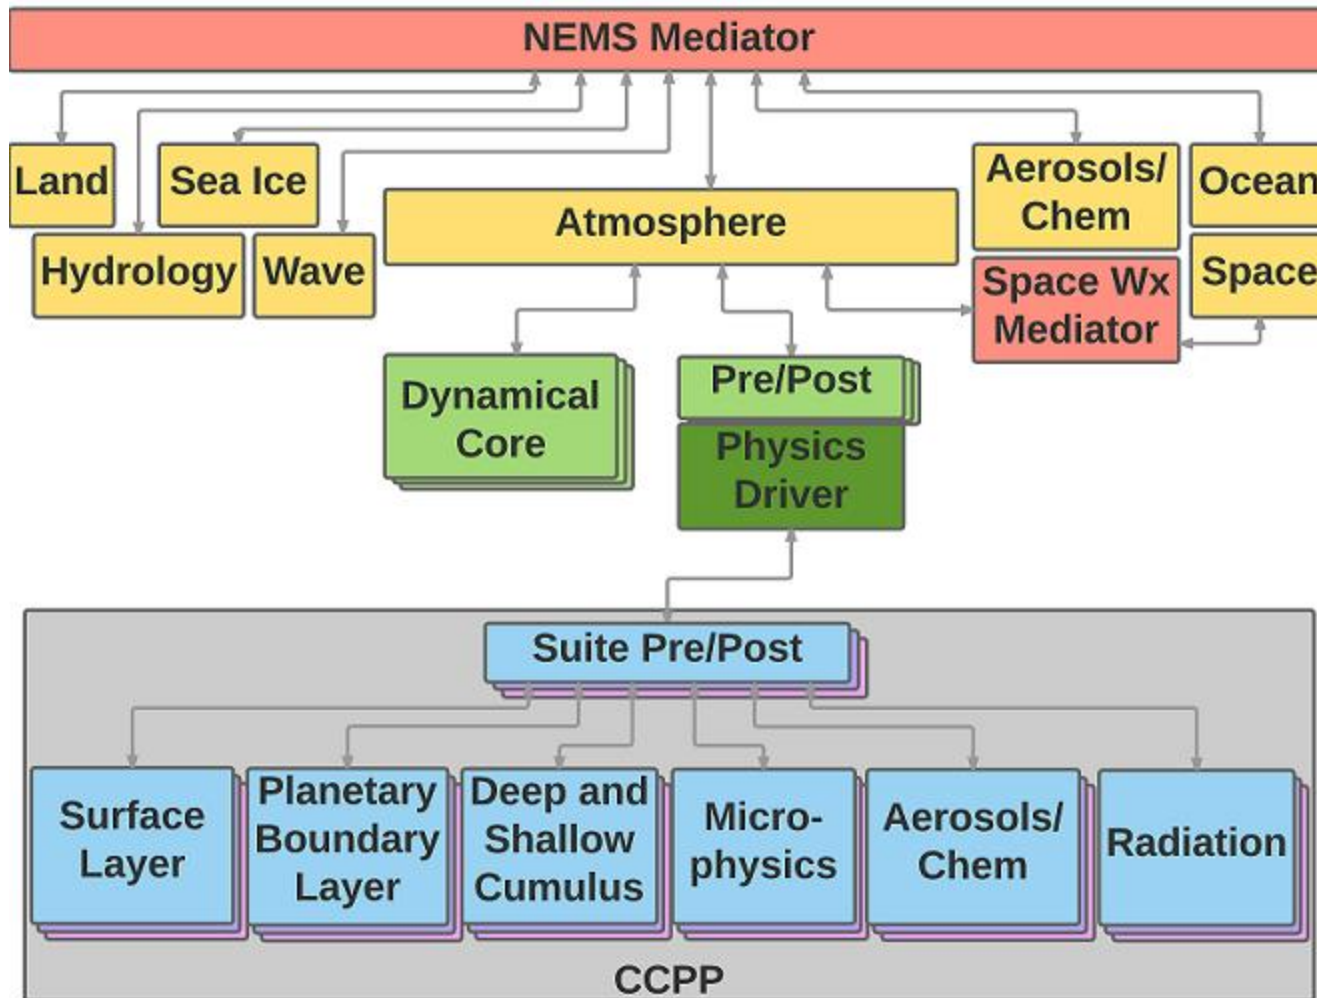 NEMS Mediator
Land
Sea Ice
Hydrology
Wave
Atmosphere
Aerosols/
Chem
Ocean
Space Wx
Mediator
Space
Dynamical
Core
Pre/Post
Physics
Driver
Suite Pre/Post
Surface
Layer
Planetary
Boundary
Layer
Deep and
Shallow
Cumulus
Micro-
physics
Aerosols/
Chem
Radiation
CCPP